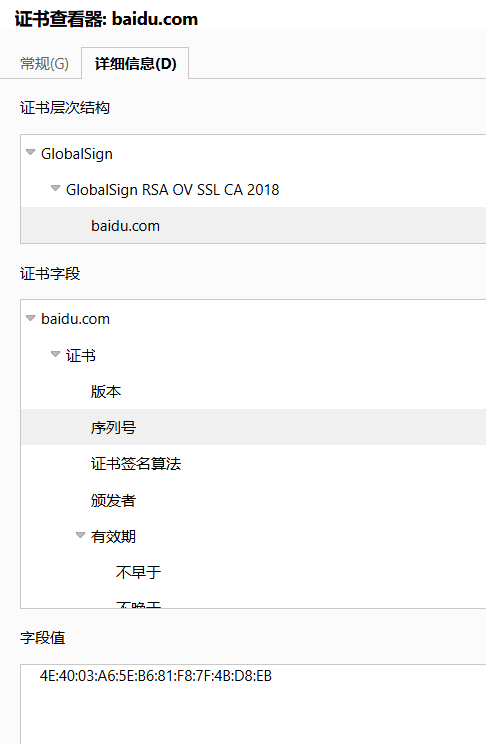 证书查看器: baidu.com
常规(G) 详细信息(D)
证书层次结构
GlobalSign
GlobalSign RSA OV SSL CA 2018
baidu.com
证书字段
baidu.com
证书
版本
序列号
证书签名算法
颁发者
有效期
不早于
不晚于
字段值
4E:40:03:A6:5E:B6:81:F8:7F:4B:D8:EB